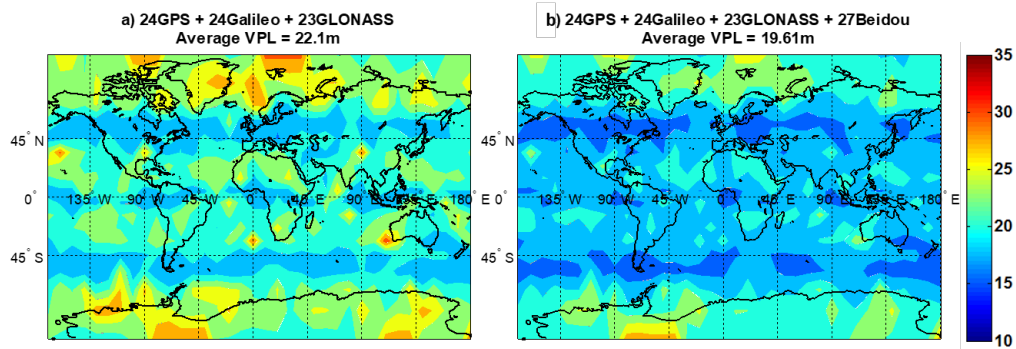 a) 24GPS + 24Galileo + 23GLONASS
Average VPL = 22.1m
b) 24GPS + 24Galileo + 23GLONASS + 27Beidou
Average VPL = 19.61m
45° N
0°
135°W 90°W 45°W 0° 45°E 90°E 135°E 180°E
45° S
45° N
0°
135°W 90°W 45°W 0° 45°E 90°E 135°E 180°E
45° S
35
30
25
20
15
10